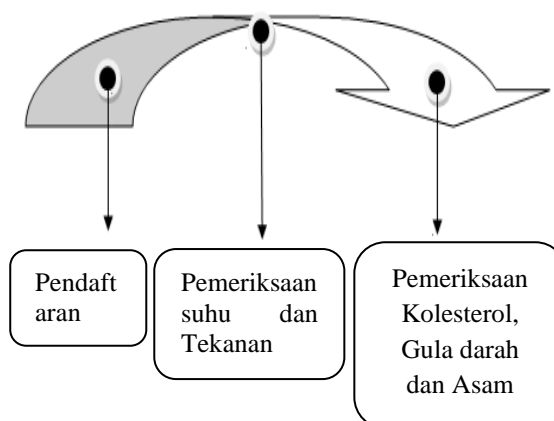 Pendaft
aran
Pemeriksaan
suhu dan
Tekanan
Pemeriksaan
Kolesterol,
Gula darah
dan Asam